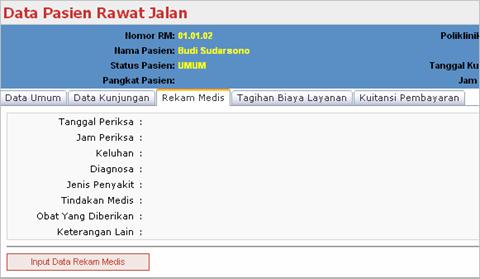 Data Pasien Rawat Jalan
Nomor RM: 01.01.02 Poliklinik
Nama Pasien: Budi Sudarsono
Status Pasien: UMUM Tanggal Ku
Pangkat Pasien: Jam
Data Umum Data Kunjungan Rekam Medis Tagihan Biaya Layanan Kuitansi Pembayaran
Tanggal Periksa :
Jam Periksa :
Keluhan :
Diagnosa :
Jenis Penyakit :
Tindakan Medis :
Obat Yang Diberikan :
Keterangan Lain :
Input Data Rekam Medis